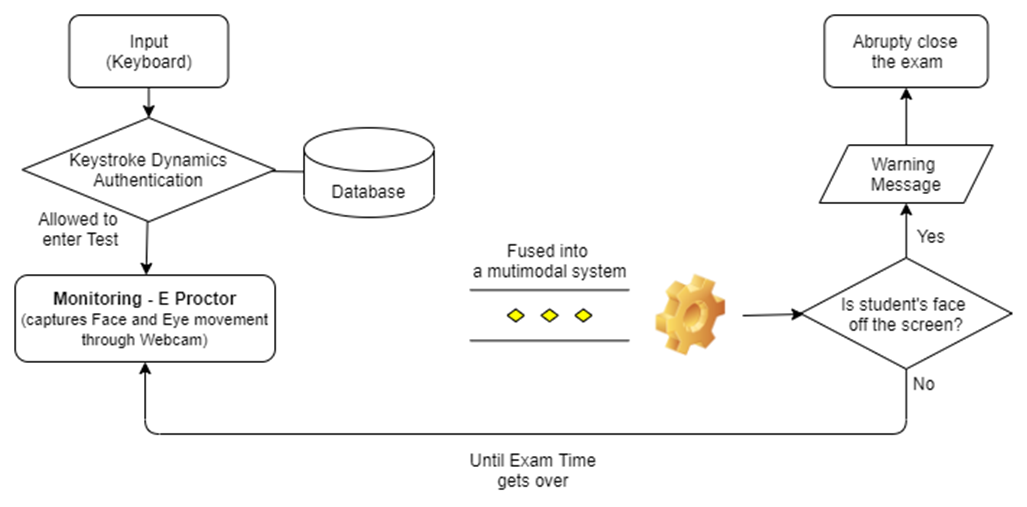 Input
(Keyboard)
Keystroke Dynamics
Authentication
Database
Allowed to
enter Test
Monitoring - E Proctor
(captures Face and Eye movement
through Webcam)
Fused into
a mutimodal system
Abrupty close
the exam
Warning
Message
Yes
Is student's face
off the screen?
No
Until Exam Time
gets over